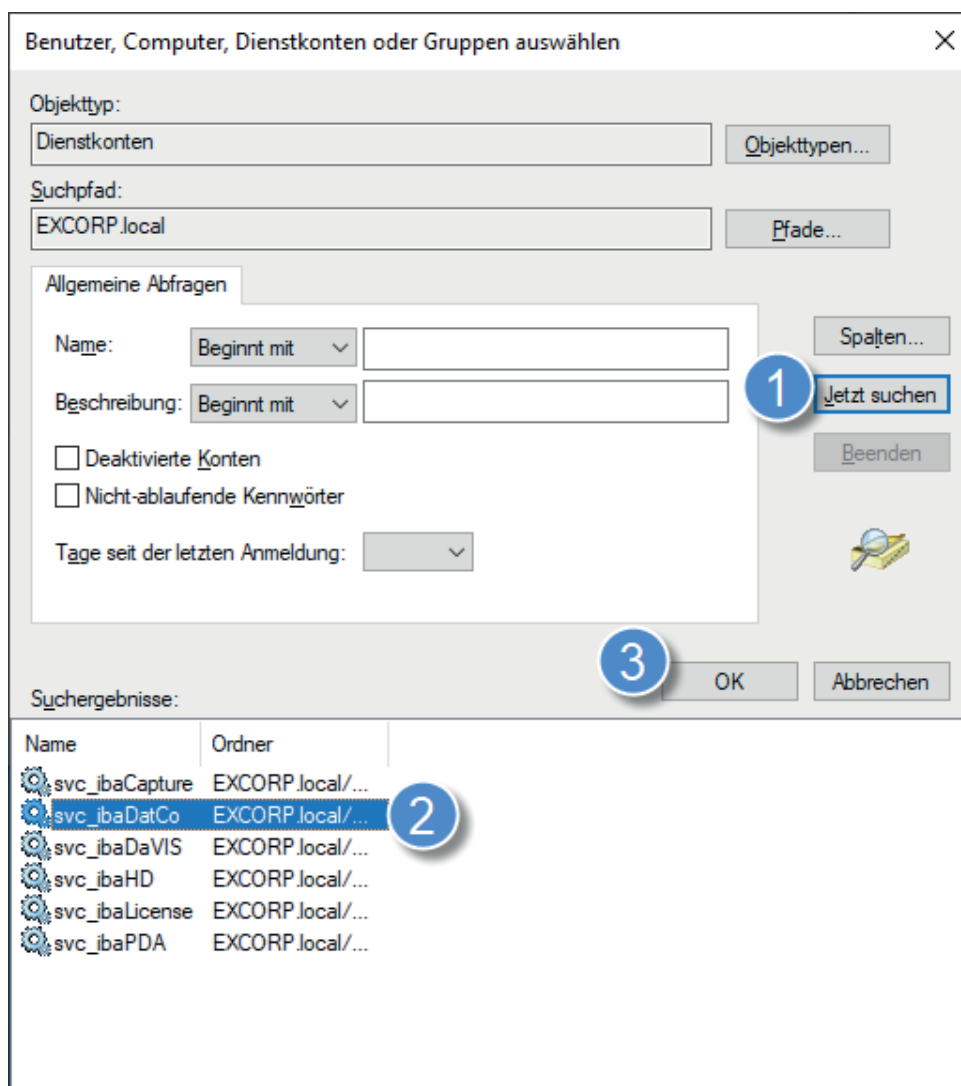 Benutzer, Computer, Dienstkonten oder Gruppen auswählen
Objekttyp:
Dienstkonten
Objekttypen...
Suchpfad:
EXCORP.local
Pfade...
Allgemeine Abfragen
Name: Beginnt mit
Spalten...
Beschreibung: Beginnt mit
1 Jetzt suchen
Deaktivierte Konten
Beenden
Nicht-ablaufende Kennwörter
Tage seit der letzten Anmeldung:
3 OK Abbrechen
Suchergebnisse:
Name Ordner
svc_ibaCapture EXCORP.local/...
svc_ibaDatCo EXCORP.local/... 2
svc_ibaDaVIS EXCORP.local/...
svc_ibaHD EXCORP.local/...
svc_ibaLicense EXCORP.local/...
svc_ibaPDA EXCORP.local/...